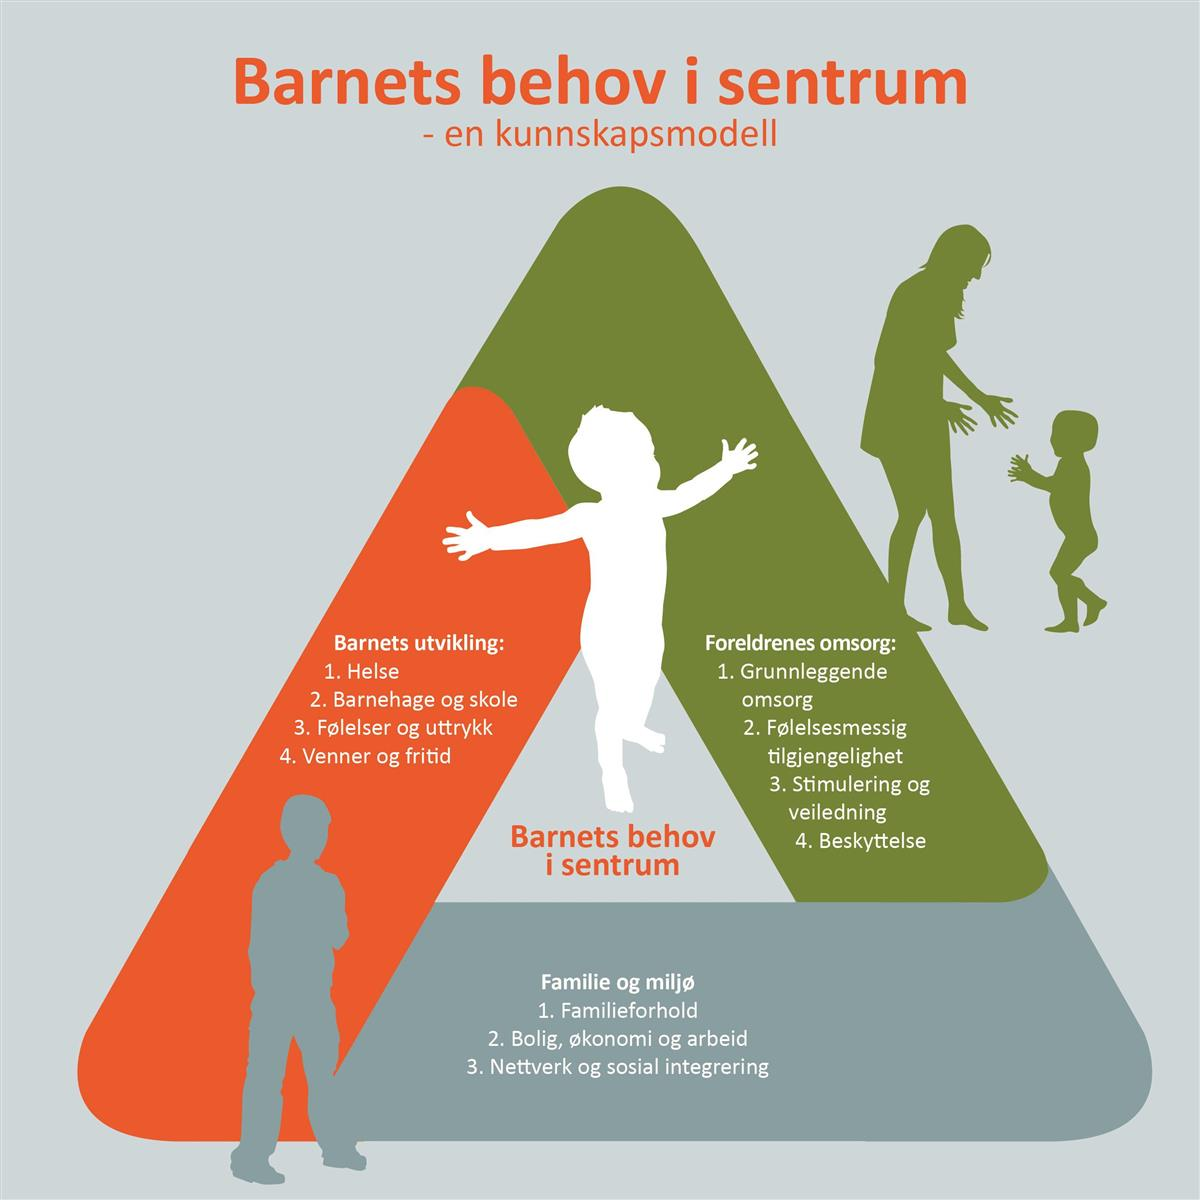 Barnets behov i sentrum
- en kunnskapsmodell
Barnets utvikling:
1. Helse
2. Barnehage og skole
3. Følelser og uttrykk
4. Venner og fritid
Foreldrenes omsorg:
1. Grunnleggende
omsorg
2. Følelsesmessig
tilgjengelighet
3. Stimulering og
veiledning
4. Beskyttelse
Barnets behov
i sentrum
Familie og miljø
1. Familieforhold
2. Bolig, økonomi og arbeid
3. Nettverk og sosial integrering